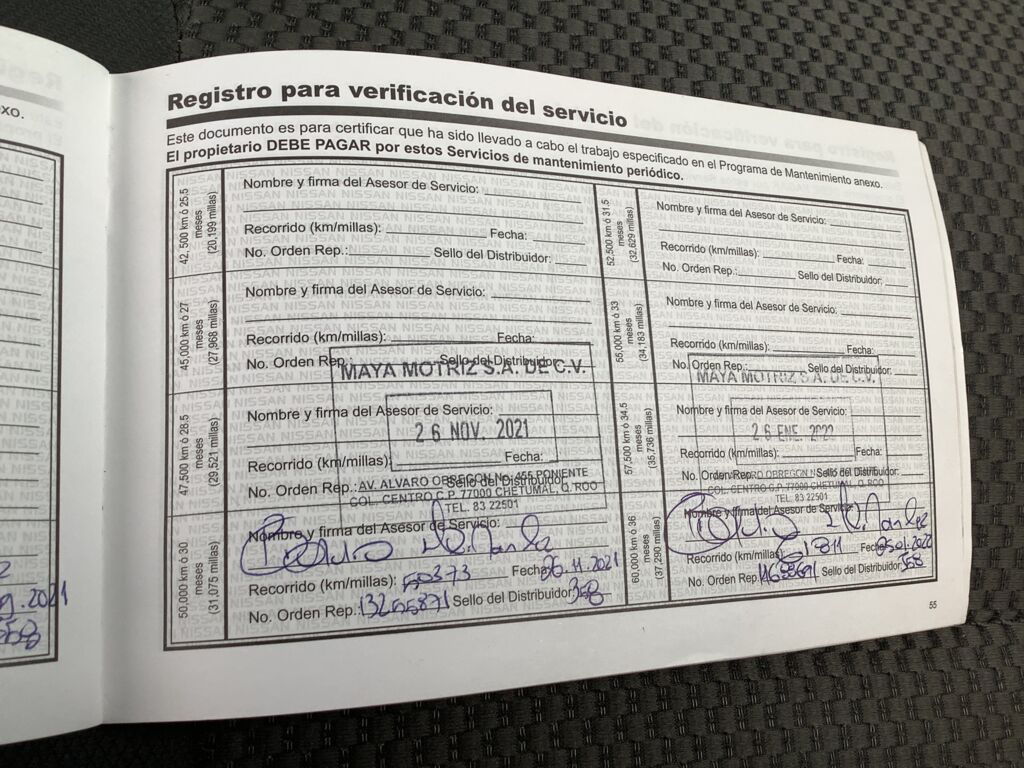 xo.
9.2021
368
Registro para verificación del servicio
Este documento es para certificar que ha sido llevado a cabo el trabajo especificado en el Programa de Mantenimiento anexo.
El propietario DEBE PAGAR por estos Servicios de mantenimiento periódico.
42, 500 km ó 25.5
meses
(20,199 millas)
Nombre y firma del Asesor de Servicio:
Recorrido (km/millas): Fecha:
No. Orden Rep.: Sello del Distribuidor:
45,000 km ó 27
meses
(27,968 millas)
Nombre y firma del Asesor de Servicio:
Recorrido (km/millas): Fecha:
No. Orden Rep.: Sello del Distribuidor:
MAYA MOTRIZ S.A. DE C.V.
47,500 km ó 28.5
meses
(29,521 millas)
Nombre y firma del Asesor de Servicio:
26 NOV. 2021
Recorrido (km/millas): Fecha:
No. Orden Rep.: Sello del Distribuidor:
AV. ALVARO OBREGON No. 455 PONIENTE
COL. CENTRO C.P. 77000 CHETUMAL, Q. ROO
TEL. 83 22501
50,000 km ó 30
meses
(31,075 millas)
Nombre y firma del Asesor de Servicio:
Recorrido (km/millas): 50373 Fecha: 26.11.2021
No. Orden Rep.: Sello del Distribuidor: 368
52,500 km ó 31.5
meses
(32,629 millas)
Nombre y firma del Asesor de Servicio:
Recorrido (km/millas): Fecha:
No. Orden Rep.: Sello del Distribuidor:
55,000 km ó 33
meses
(34,183 millas)
Nombre y firma del Asesor de Servicio:
Recorrido (km/millas): Fecha:
No. Orden Rep.: Sello del Distribuidor:
MAYA MOTRIZ S.A. DE C.V.
57,500 km ó 34.5
meses
(35,736 millas)
Nombre y firma del Asesor de Servicio:
26 ENE. 2022
Recorrido (km/millas): Fecha:
No. Orden Rep.: Sello del Distribuidor:
COL. CENTRO C.P. 77000 CHETUMAL, Q. ROO
TEL. 83 22501
60,000 km ó 36
meses
(37,290 millas)
Nombre y firma del Asesor de Servicio:
Recorrido (km/millas): Fecha:
No. Orden Rep.: Sello del Distribuidor: 368
55